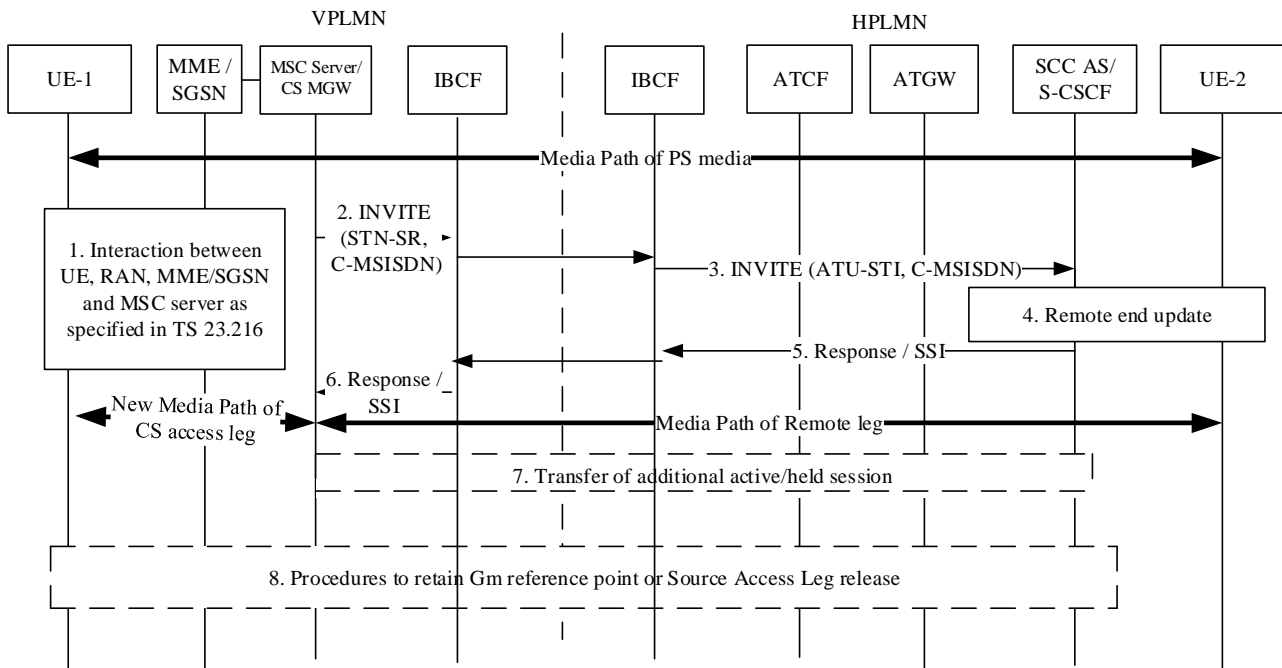 VPLMN
HPLMN
UE-1
MME /
SGSN
MSC Server/
CS MGW
IBCF
IBCF
ATCF
ATGW
SCC AS/
S-CSCF
UE-2
Media Path of PS media
1. Interaction between
UE, RAN, MME/SGSN
and MSC server as
specified in TS 23.216
2. INVITE
(STN-SR,
C-MSISDN)
3. INVITE (ATU-STI, C-MSISDN)
4. Remote end update
5. Response / SSI
6. Response /
SSI
New Media Path of
CS access leg
Media Path of Remote leg
7. Transfer of additional active/held session
8. Procedures to retain Gm reference point or Source Access Leg release